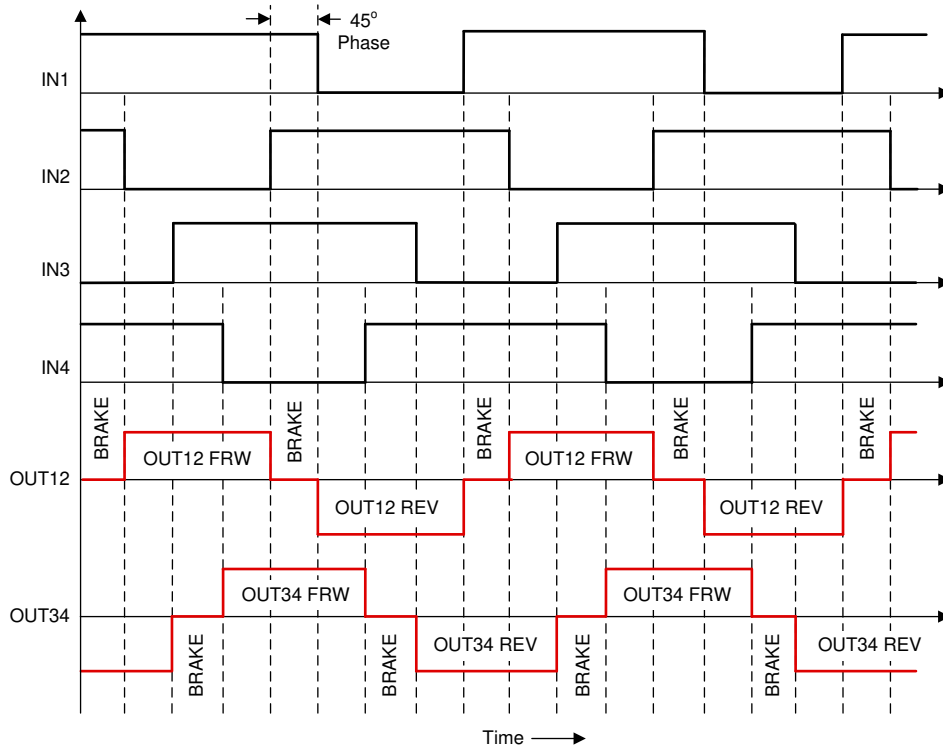 45° Phase
IN1
IN2
IN3
IN4
BRAKE
BRAKE
BRAKE
BRAKE
BRAKE
OUT12 FRW
OUT12 FRW
OUT12
OUT12 REV
OUT12 REV
OUT34 FRW
OUT34 FRW
OUT34
BRAKE
OUT34 REV
BRAKE
BRAKE
OUT34 REV
BRAKE
Time